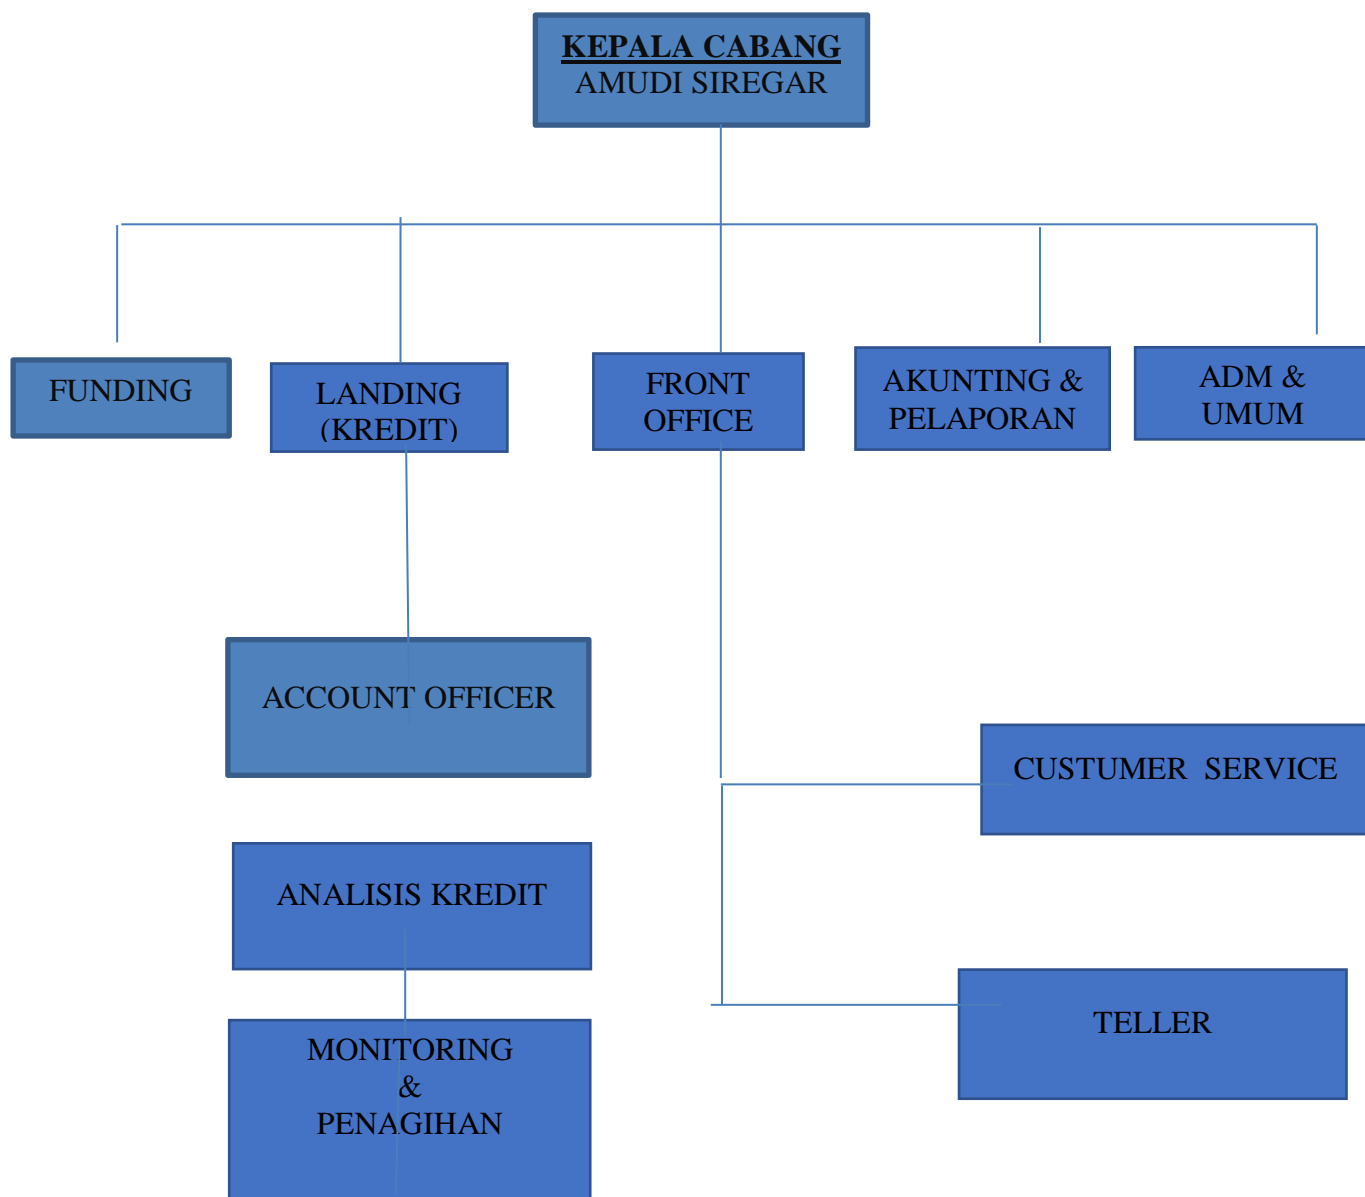 KEPALA CABANG
AMUDI SIREGAR
FUNDING
LANDING
(KREDIT)
FRONT
OFFICE
AKUNTING &
PELAPORAN
ADM &
UMUM
ACCOUNT OFFICER
CUSTUMER  SERVICE
ANALISIS KREDIT
TELLER
MONITORING
&
PENAGIHAN